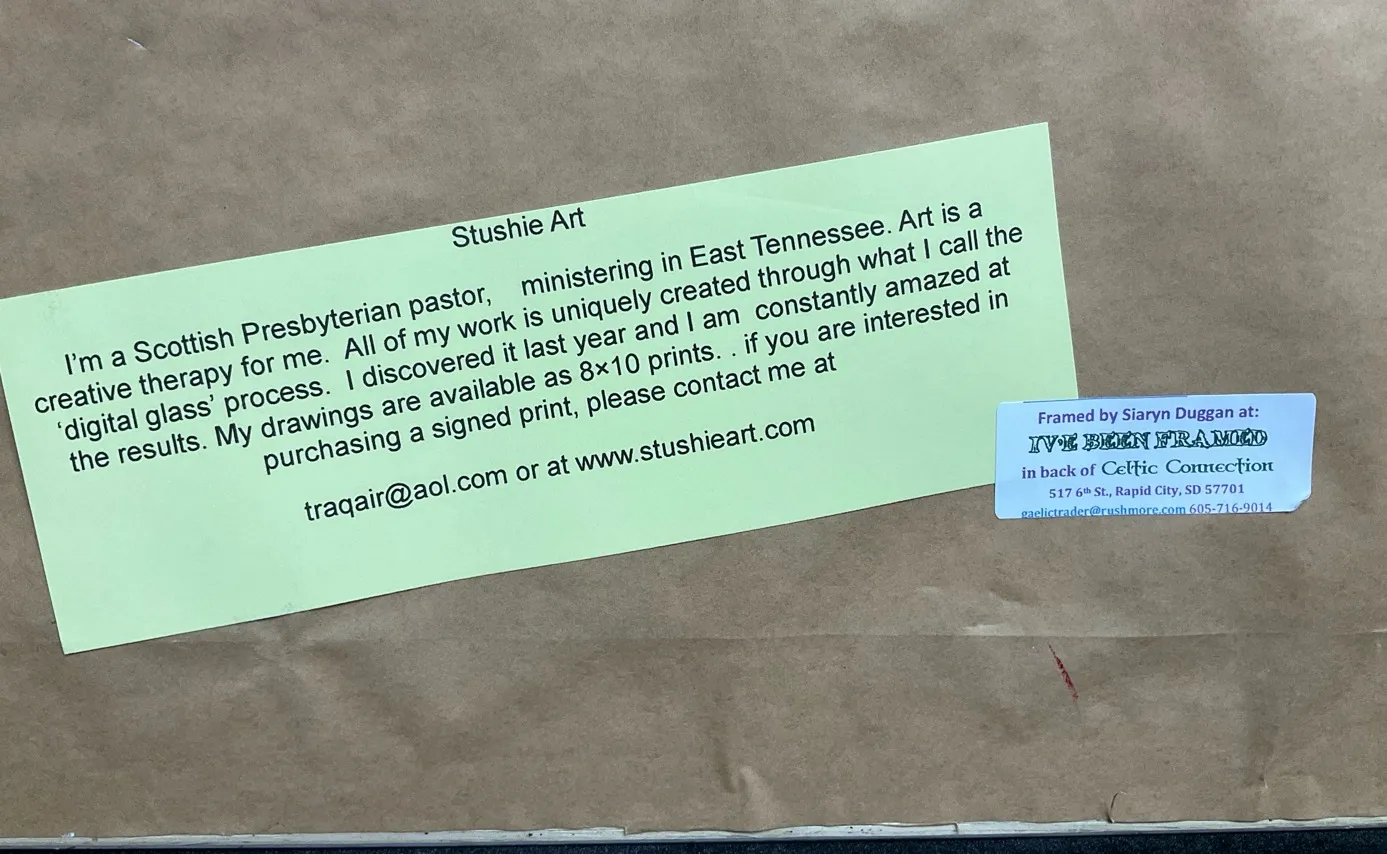 Stushie Art
I'm a Scottish Presbyterian pastor, ministering in East Tennessee. Art is a
creative therapy for me. All of my work is uniquely created through what I call the
‘digital glass’ process. I discovered it last year and I am constantly amazed at
the results. My drawings are available as 8×10 prints. . if you are interested in
purchasing a signed print, please contact me at
traqair@aol.com or at www.stushieart.com
Framed by Siaryn Duggan at:
IV'E BEEN FRAMED
in back of Celtic Connection
517 6th St., Rapid City, SD 57701
gaelictrader@rushmore.com 605-716-9014